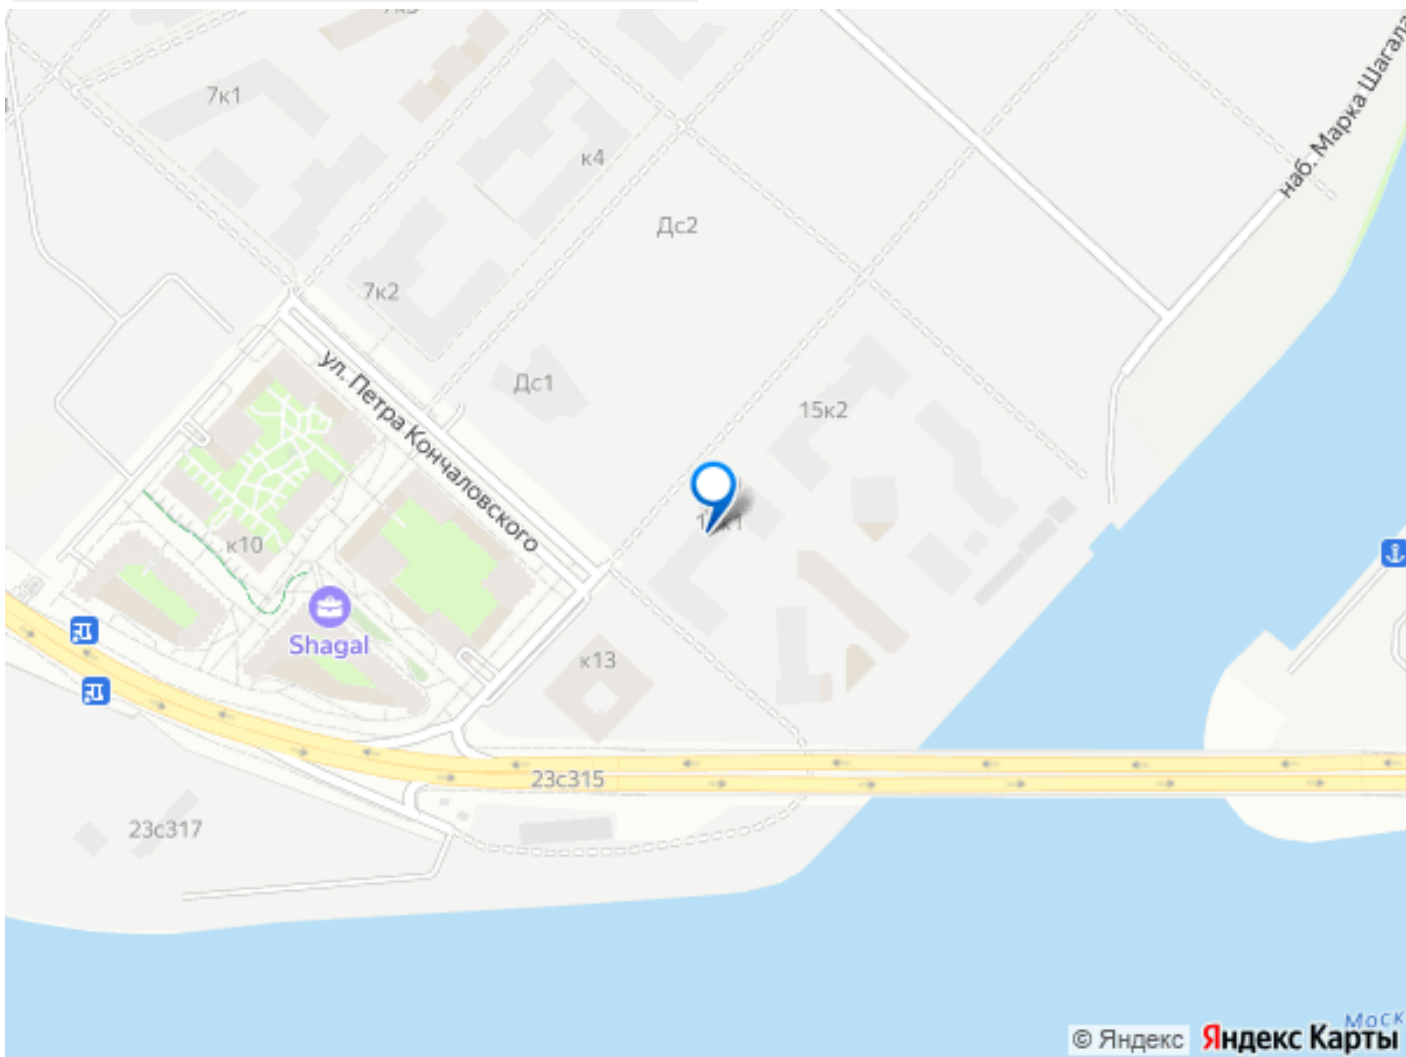 7к1
к4
наб. Марка Шагала
Дс2
7к2
ул. Петра Кончаловского
Дс1
15к2
к10
Shagal
к13
23с315
23с317
© Яндекс
Яндекс Карты